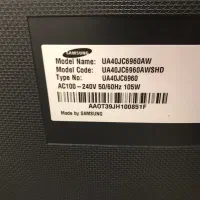 SAMSUNG
Model Name: UA40JC6960AW
Model Code: UA40JC6960AWSHD
Type No: UA40JC6960
AC100-240V 50/60Hz 105W
AAOT39JH100851F
Made by SAMSUNG